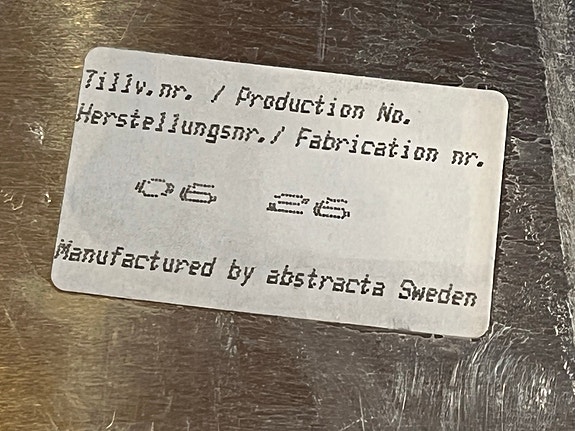 Tillv.nr. / Production No.
Herstellungsnr./ Fabrication nr.
06 26
Manufactured by abstracta Sweden